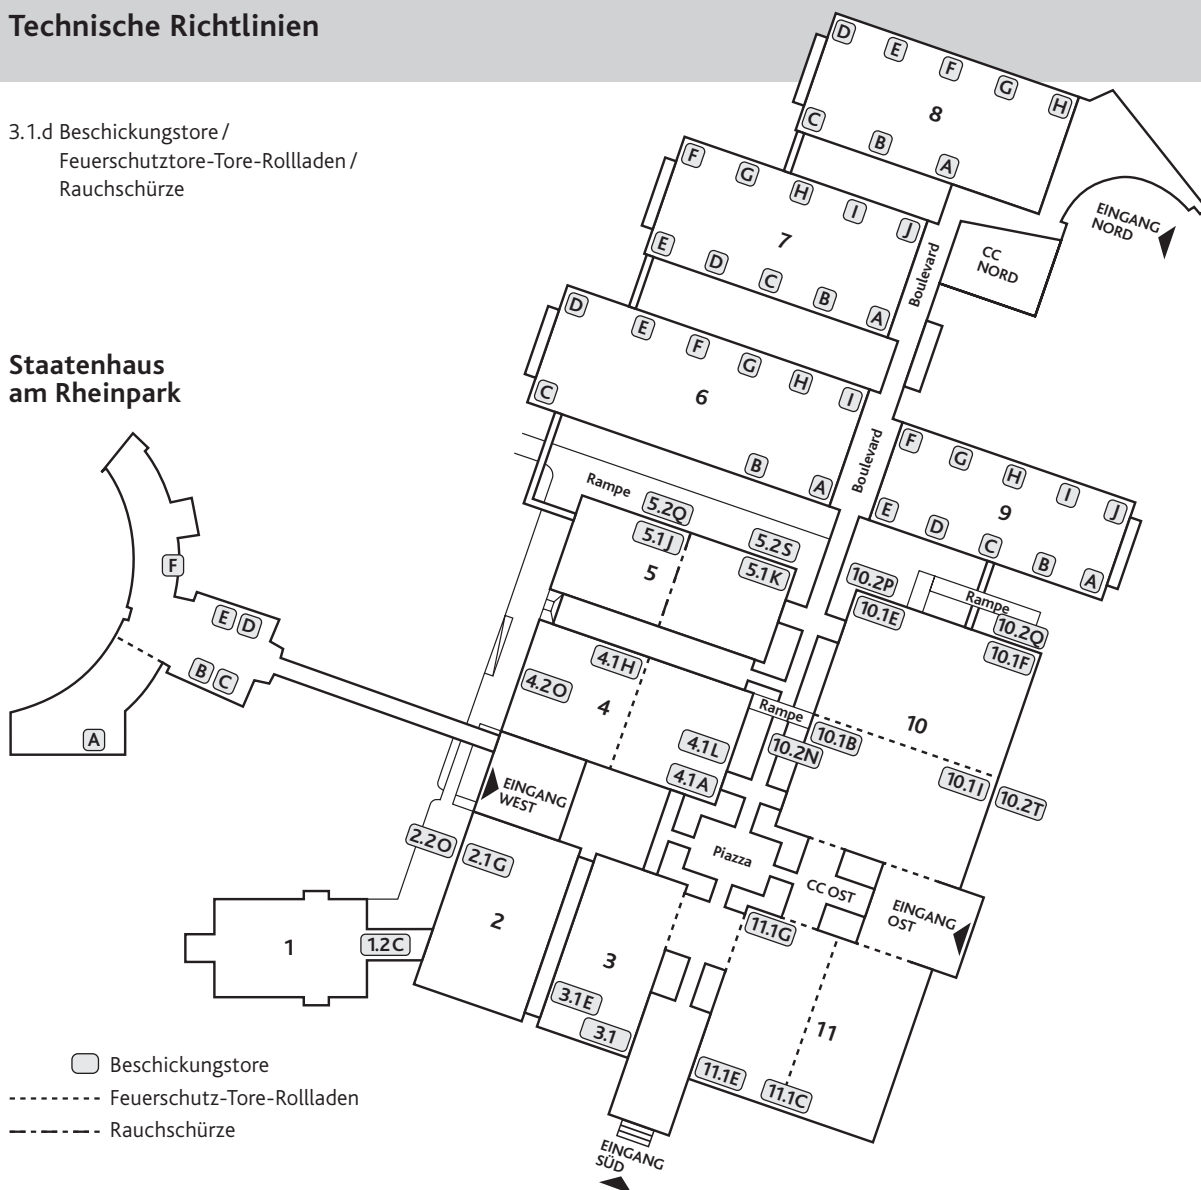 Technische Richtlinien
3.1.d Beschickungstore /
Feuerschutztore-Tore-Rollladen /
Rauchschürze
D
E
F
G
H
8
C
B
A
EINGANG
NORD
F
G
H
I
J
7
E
D
C
B
A
Boulevard
CC
NORD
D
E
F
G
H
I
6
C
B
A
Boulevard
F
G
H
I
J
9
E
D
C
B
A
Staatenhaus
am Rheinpark
F
E
D
B
C
A
Rampe
5.2Q
5.1J
5.2S
5.1K
5
10.2P
10.1E
Rampe
10.2Q
10.1F
4.1H
4.2O
4
4.1L
4.1A
Rampe
10.2N
10.1B
10
10.1I
10.2T
EINGANG
WEST
2.2O
2.1G
2
Piazza
CC OST
EINGANG
OST
1
1.2C
3
3.1E
3.1
11.1G
11
11.1E
11.1C
EINGANG
SÜD
Beschickungstore
Feuerschutz-Tore-Rollladen
Rauchschürze